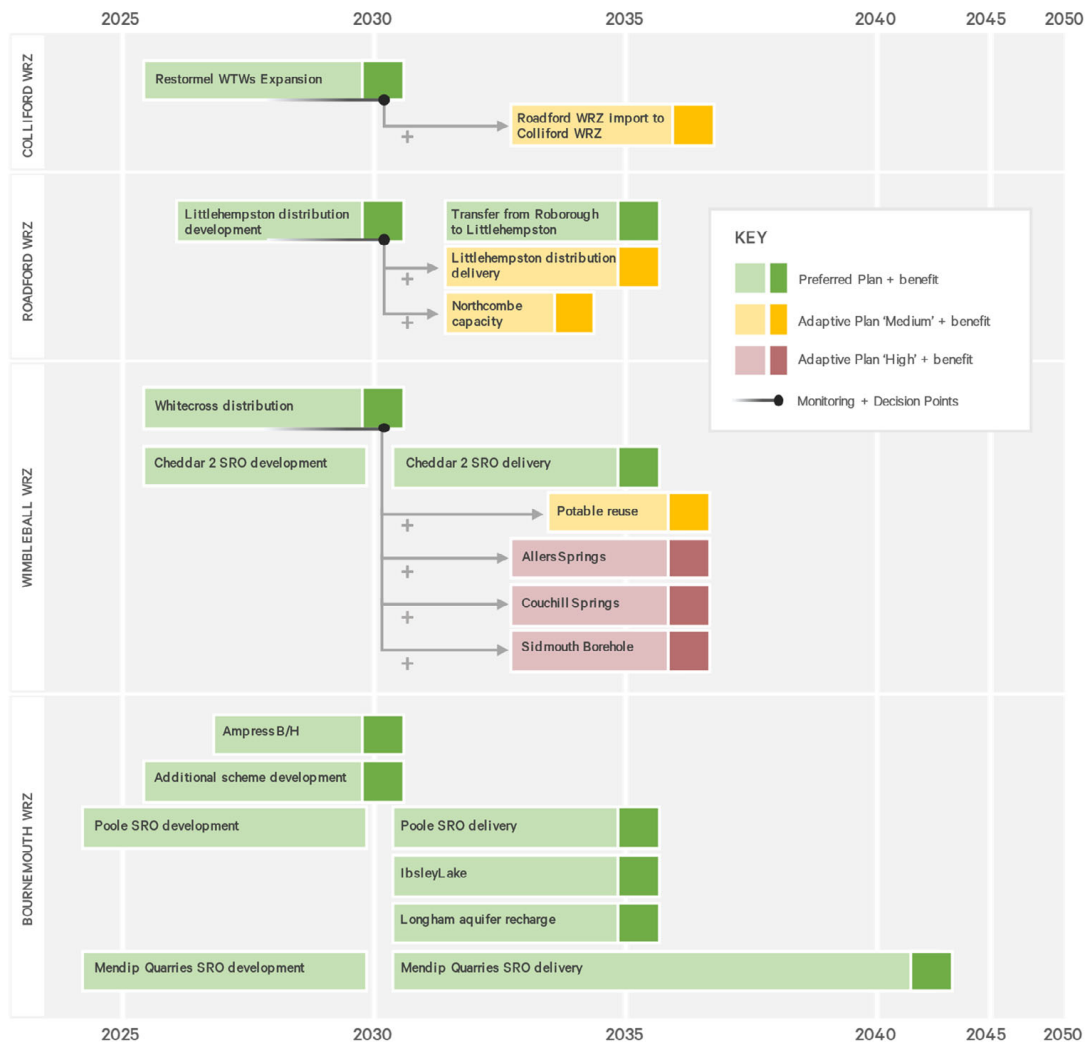 2025 2030 2035 2040 2045 2050
COLLIFORD WRZ
Restormel WTWs Expansion
+
Roadford WRZ Import to
Colliford WRZ
ROADFORD WRZ
Littlehempston distribution
development
Transfer from Roborough
to Littlehempston
+
Littlehempston distribution
delivery
+
Northcombe
capacity
KEY
Preferred Plan + benefit
Adaptive Plan ‘Medium’ + benefit
Adaptive Plan ‘High’ + benefit
Monitoring + Decision Points
WIMBLEBALL WRZ
Whitecross distribution
Cheddar 2 SRO development
Cheddar 2 SRO delivery
+
Potable reuse
+
AllersSprings
+
Couchill Springs
+
Sidmouth Borehole
BOURNEMOUTH WRZ
AmpressB/H
Additional scheme development
Poole SRO development
Poole SRO delivery
IbsleyLake
Longham aquifer recharge
Mendip Quarries SRO development
Mendip Quarries SRO delivery
2025 2030 2035 2040 2045 2050